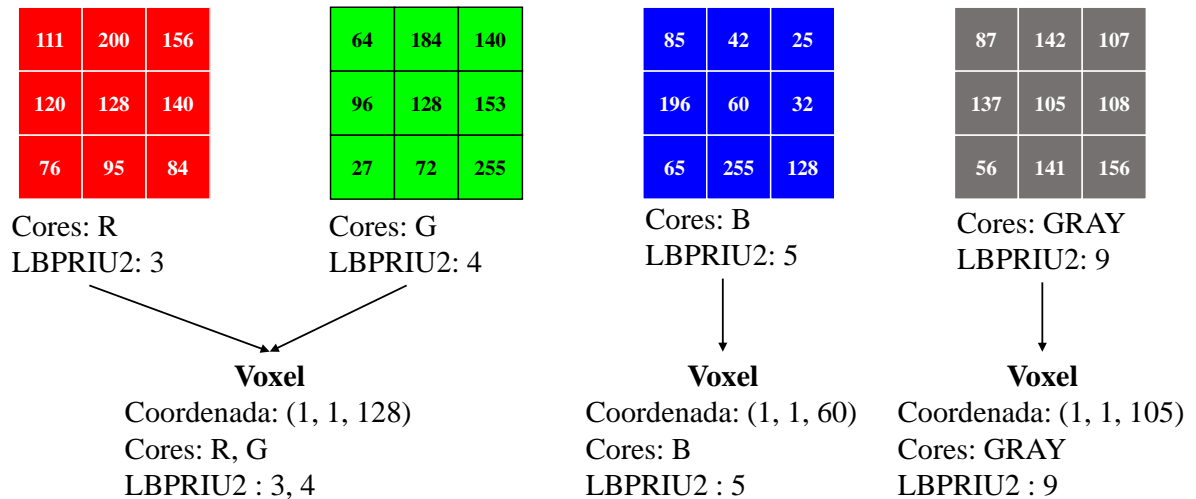 111 200 156
120 128 140
76 95 84
Cores: R
LBPRIU2: 3
64 184 140
96 128 153
27 72 255
Cores: G
LBPRIU2: 4
85 42 25
196 60 32
65 255 128
Cores: B
LBPRIU2: 5
87 142 107
137 105 108
56 141 156
Cores: GRAY
LBPRIU2: 9
Voxel
Coordenada: (1, 1, 128)
Cores: R, G
LBPRIU2 : 3, 4
Voxel
Coordenada: (1, 1, 60)
Cores: B
LBPRIU2 : 5
Voxel
Coordenada: (1, 1, 105)
Cores: GRAY
LBPRIU2 : 9